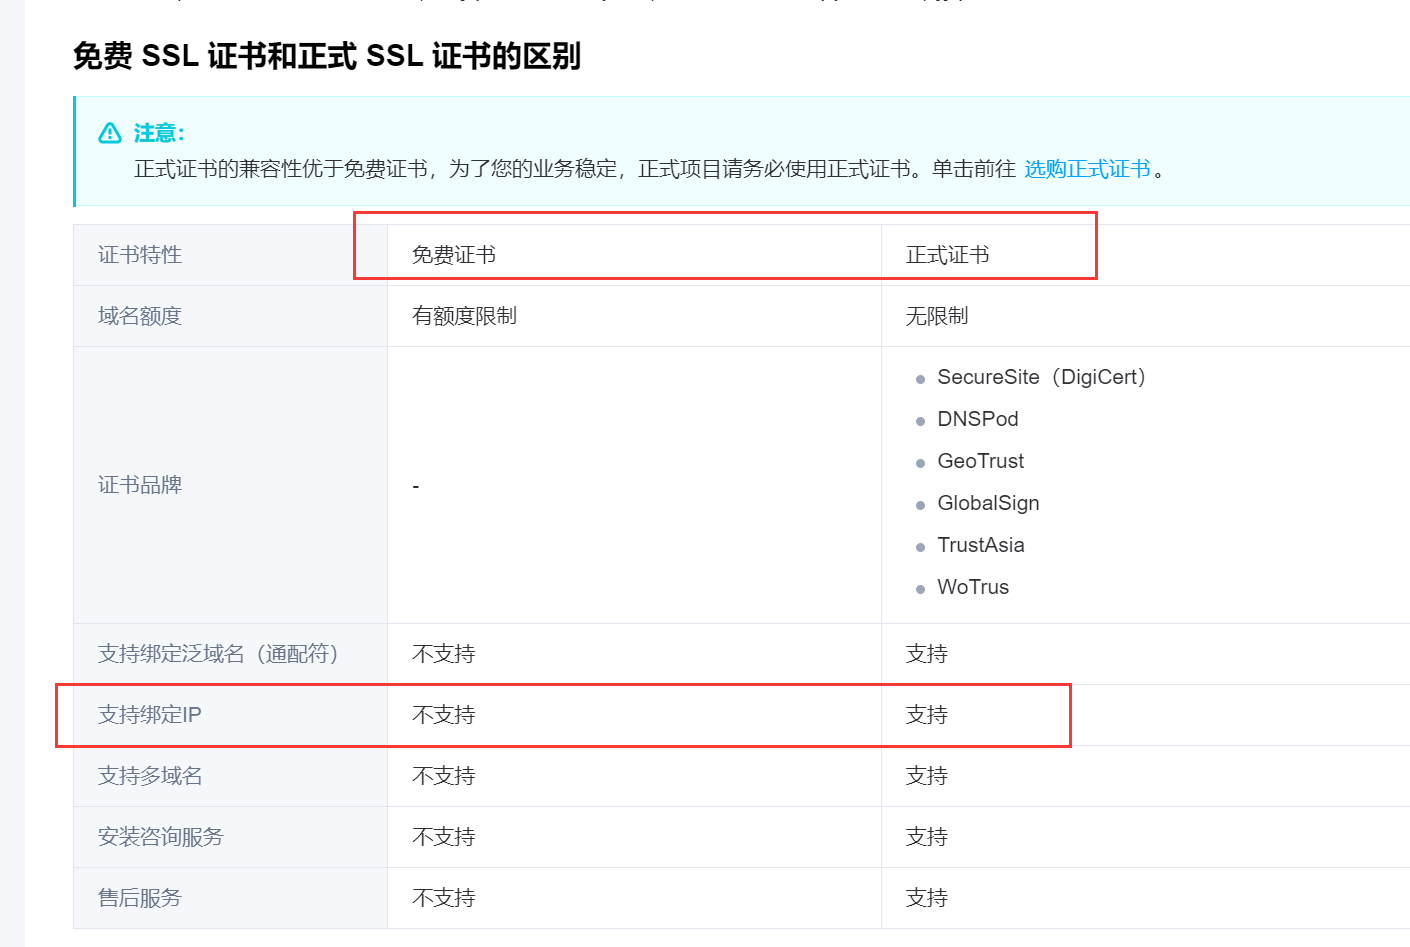 免费 SSL 证书和正式 SSL 证书的区别
注意：
正式证书的兼容性优于免费证书，为了您的业务稳定，正式项目请务必使用正式证书。单击前往 选购正式证书。
证书特性 免费证书 正式证书
域名额度 有额度限制 无限制
证书品牌 -
SecureSite（DigiCert）
DNSPod
GeoTrust
GlobalSign
TrustAsia
WoTrus
支持绑定泛域名（通配符） 不支持 支持
支持绑定IP 不支持 支持
支持多域名 不支持 支持
安装咨询服务 不支持 支持
售后服务 不支持 支持